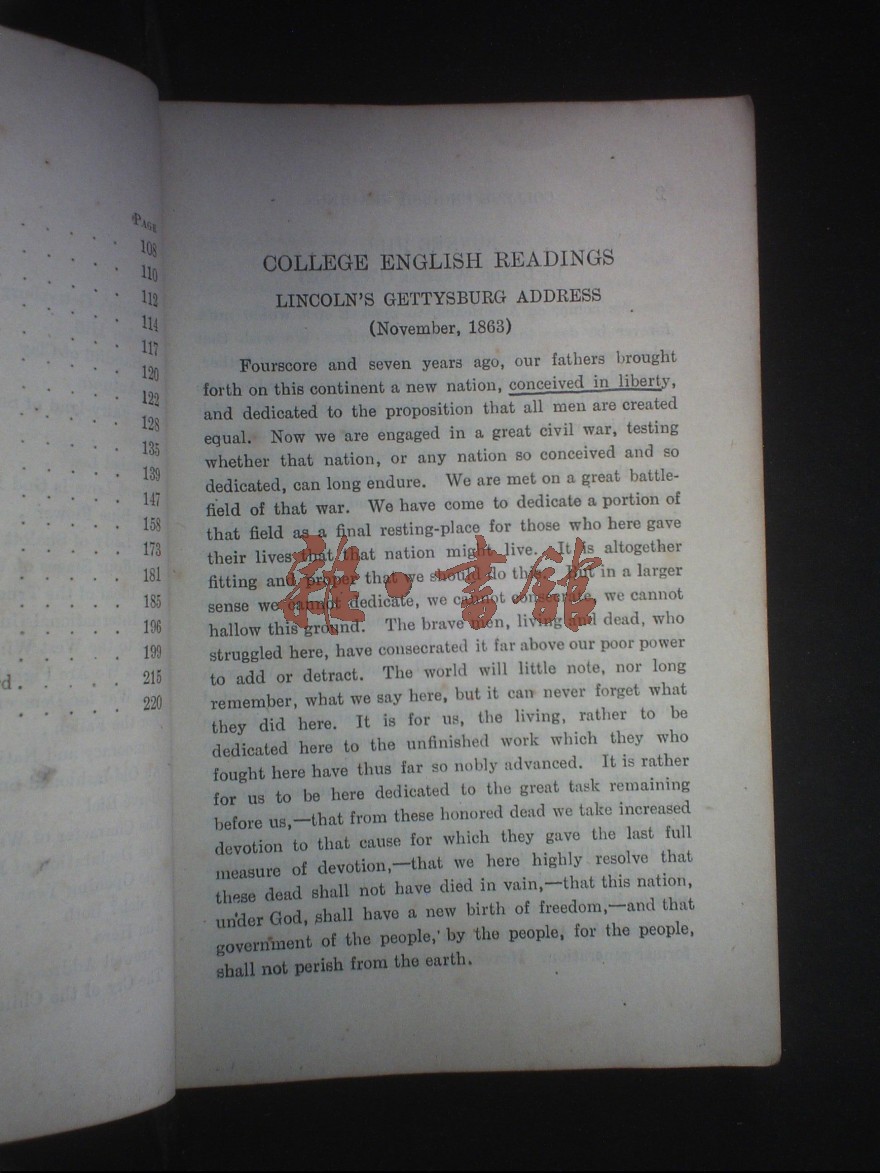 PAGE
108
110
112
114
117
120
122
128
135
139
147
158
173
181
185
196
199
215
220
COLLEGE ENGLISH READINGS
LINCOLN'S GETTYSBURG ADDRESS
(November, 1863)
Fourscore and seven years ago, our fathers brought
forth on this continent a new nation, conceived in liberty,
and dedicated to the proposition that all men are created
equal. Now we are engaged in a great civil war, testing
whether that nation, or any nation so conceived and so
dedicated, can long endure. We are met on a great battle-
field of that war. We have come to dedicate a portion of
that field as a final resting-place for those who here gave
their lives that that nation might live. It is altogether
fitting and proper that we should do this. But in a larger
sense we cannot dedicate, we cannot consecrate, we cannot
hallow this ground. The brave men, living and dead, who
struggled here, have consecrated it far above our poor power
to add or detract. The world will little note, nor long
remember, what we say here, but it can never forget what
they did here. It is for us, the living, rather to be
dedicated here to the unfinished work which they who
fought here have thus far so nobly advanced. It is rather
for us to be here dedicated to the great task remaining
before us,—that from these honored dead we take increased
devotion to that cause for which they gave the last full
measure of devotion,—that we here highly resolve that
these dead shall not have died in vain,—that this nation,
under God, shall have a new birth of freedom,—and that
government of the people, by the people, for the people,
shall not perish from the earth.
雜·書館